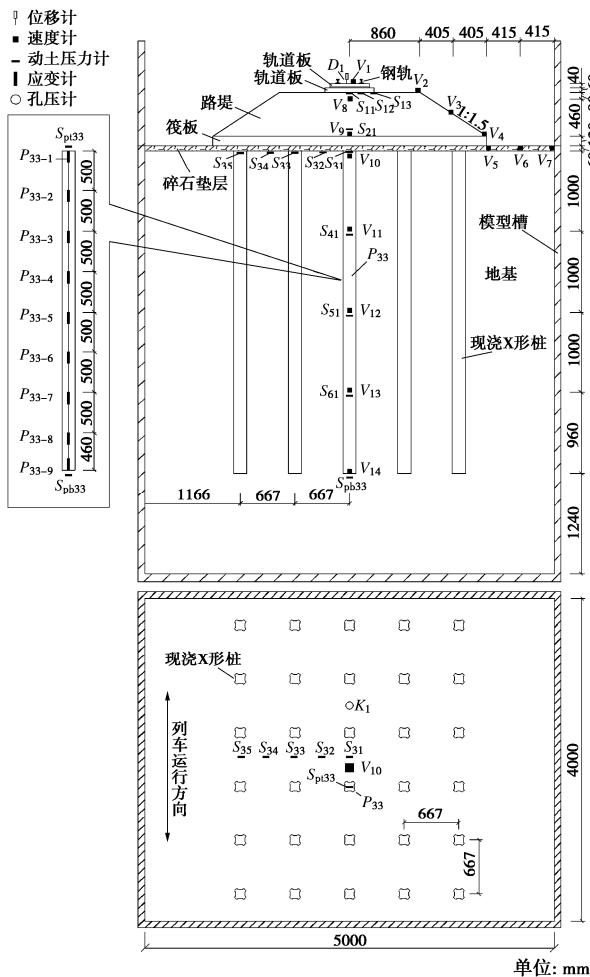 位移计
速度计
动土压力计
应变计
孔压计
860
405
405
415
415
40
460
1000
1000
1000
960
1240
轨道板
轨道板
D1
V1
钢轨
V2
V8
S11
S12
S13
路堤
V3
1:1.5
筏板
V9
S21
V4
碎石垫层
S35
S34
S33
S32
S31
V10
V5
V6
V7
模型槽
S41
V11
P33
地基
S51
V12
现浇X形桩
S61
V13
V14
Spb33
1166
667
667
Spt33
P33-1
P33-2
P33-3
P33-4
P33-5
P33-6
P33-7
P33-8
P33-9
500
500
500
500
500
500
500
460
Spb33
现浇X形桩
K1
列车运行方向
S35
S34
S33
S32
S31
V10
Spt33
P33
667
667
4000
5000
单位: mm